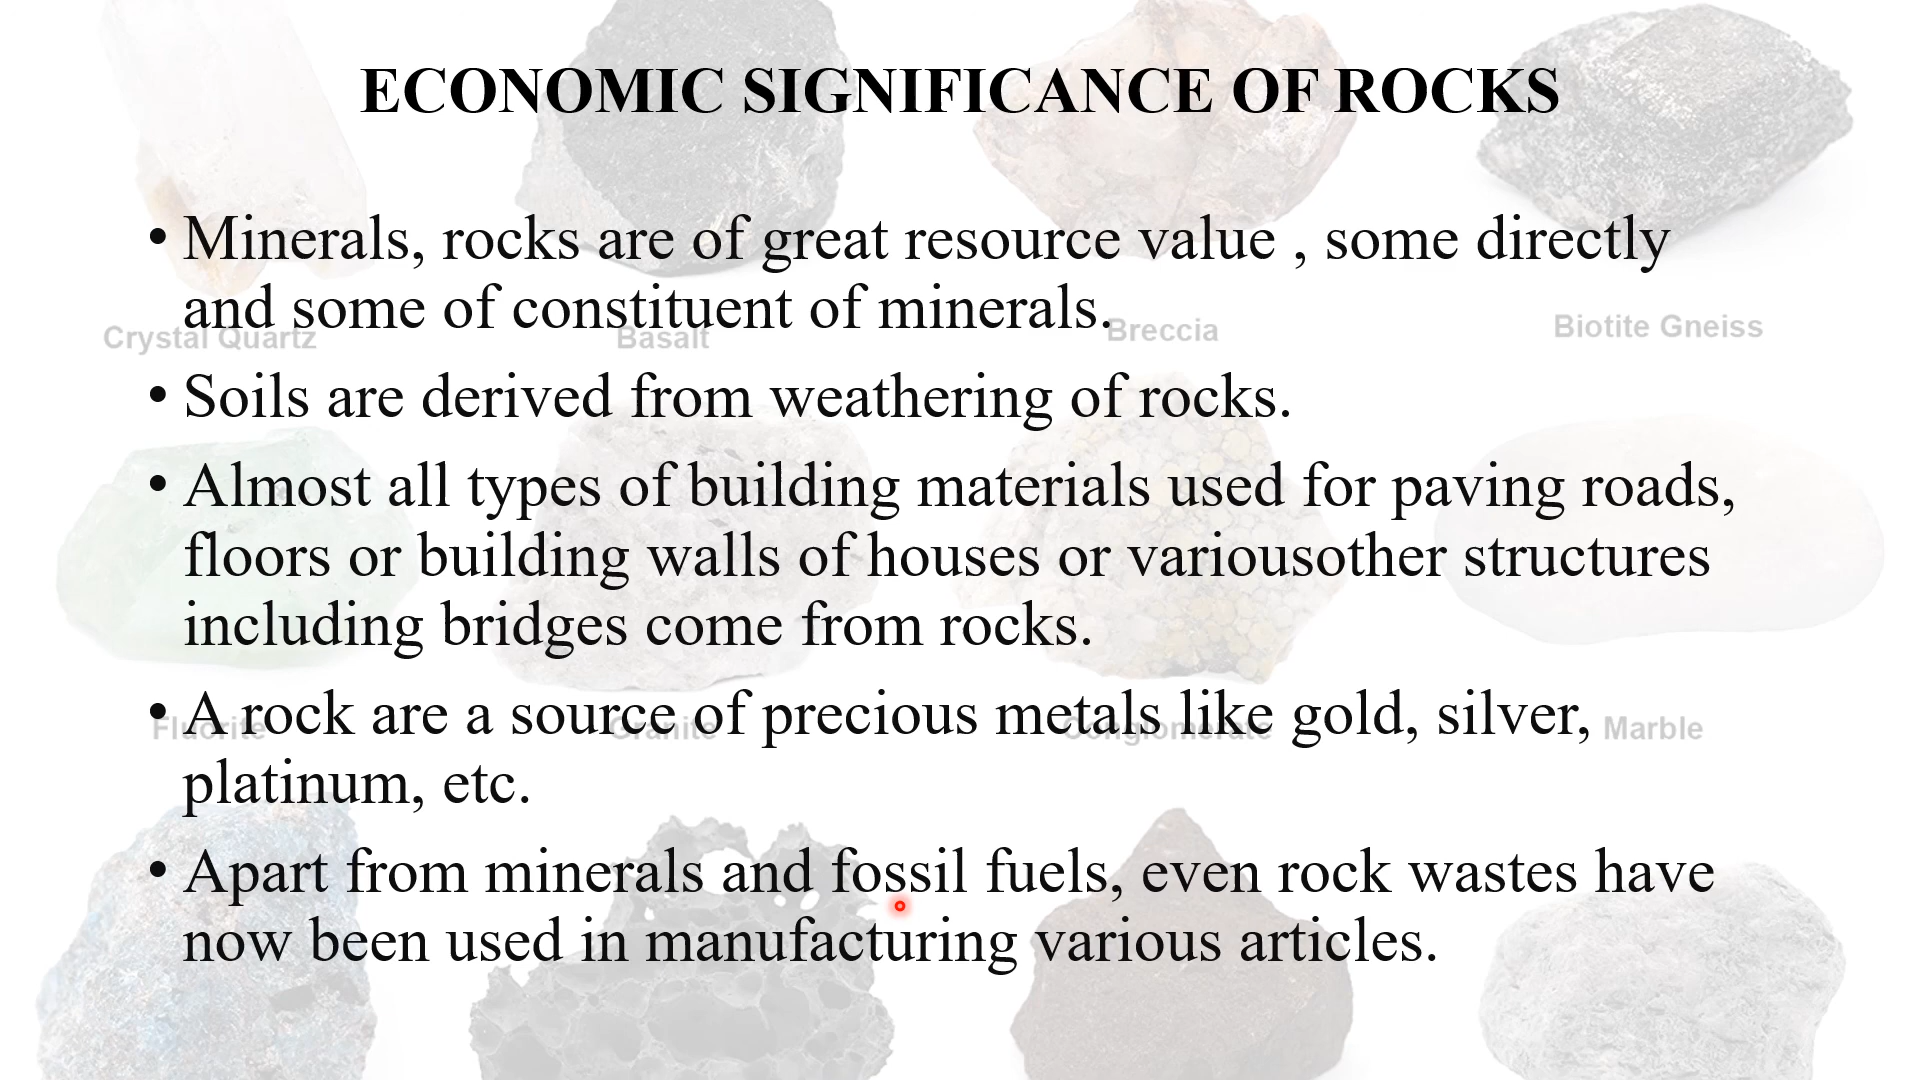 ECONOMIC SIGNIFICANCE OF ROCKS
• Minerals, rocks are of great resource value , some directly
and some of constituent of minerals.
Crystal Quartz
Basalt
Breccia
Biotite Gneiss
• Soils are derived from weathering of rocks.
• Almost all types of building materials used for paving roads,
floors or building walls of houses or variousother structures
including bridges come from rocks.
• A rock are a source of precious metals like gold, silver,
platinum, etc.
Fluorite
Granite
Conglomerate
Marble
• Apart from minerals and fossil fuels, even rock wastes have
now been used in manufacturing various articles.